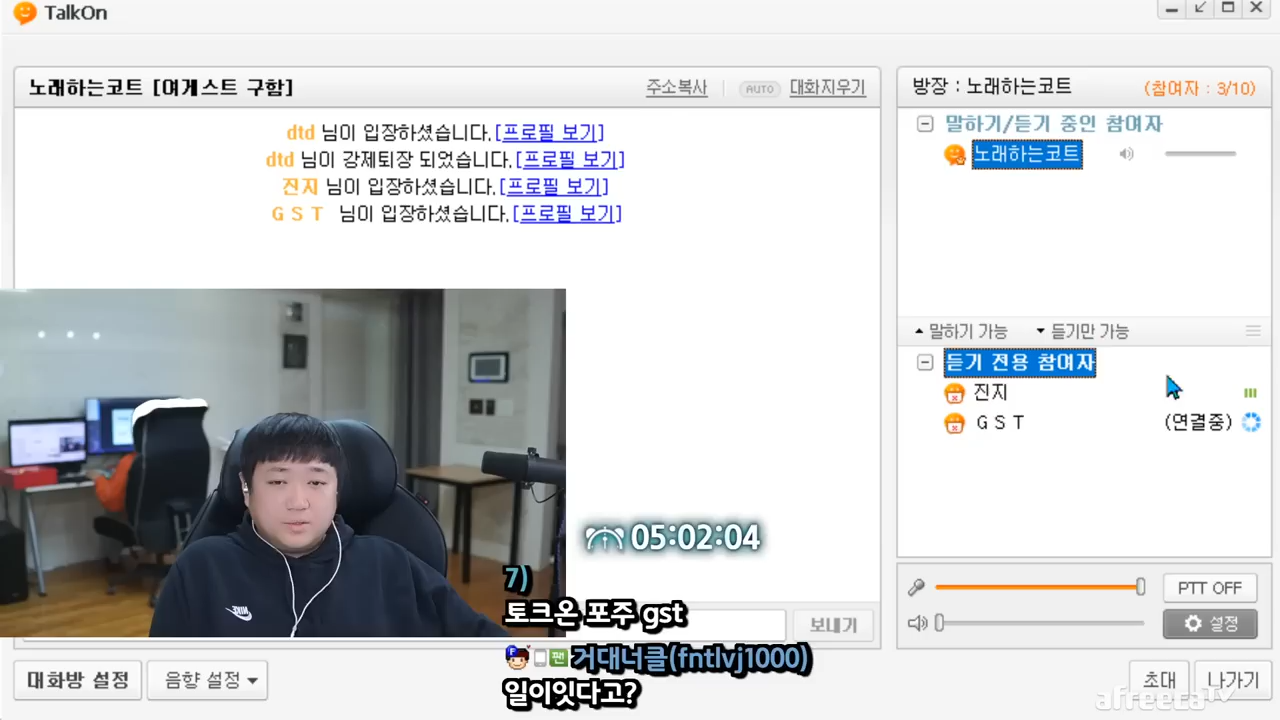 TalkOn
노래하는코트 [여게스트 구함]
주소복사
AUTO
대화지우기
dtd 님이 입장하셨습니다.[프로필 보기]
dtd 님이 강제퇴장 되었습니다.[프로필 보기]
진지 님이 입장하셨습니다.[프로필 보기]
G S T 님이 입장하셨습니다.[프로필 보기]
방장 : 노래하는코트
(참여자 : 3/10)
말하기/듣기 중인 참여자
노래하는코트
말하기 가능
듣기만 가능
듣기 전용 참여자
진지
G S T
(연결중)
05:02:04
7)
토크온 포주 gst
팬 거대너클(fntlvj1000)
일이잇다고?
보내기
PTT OFF
설정
대화방 설정
음향 설정
초대
나가기
afreecaTV